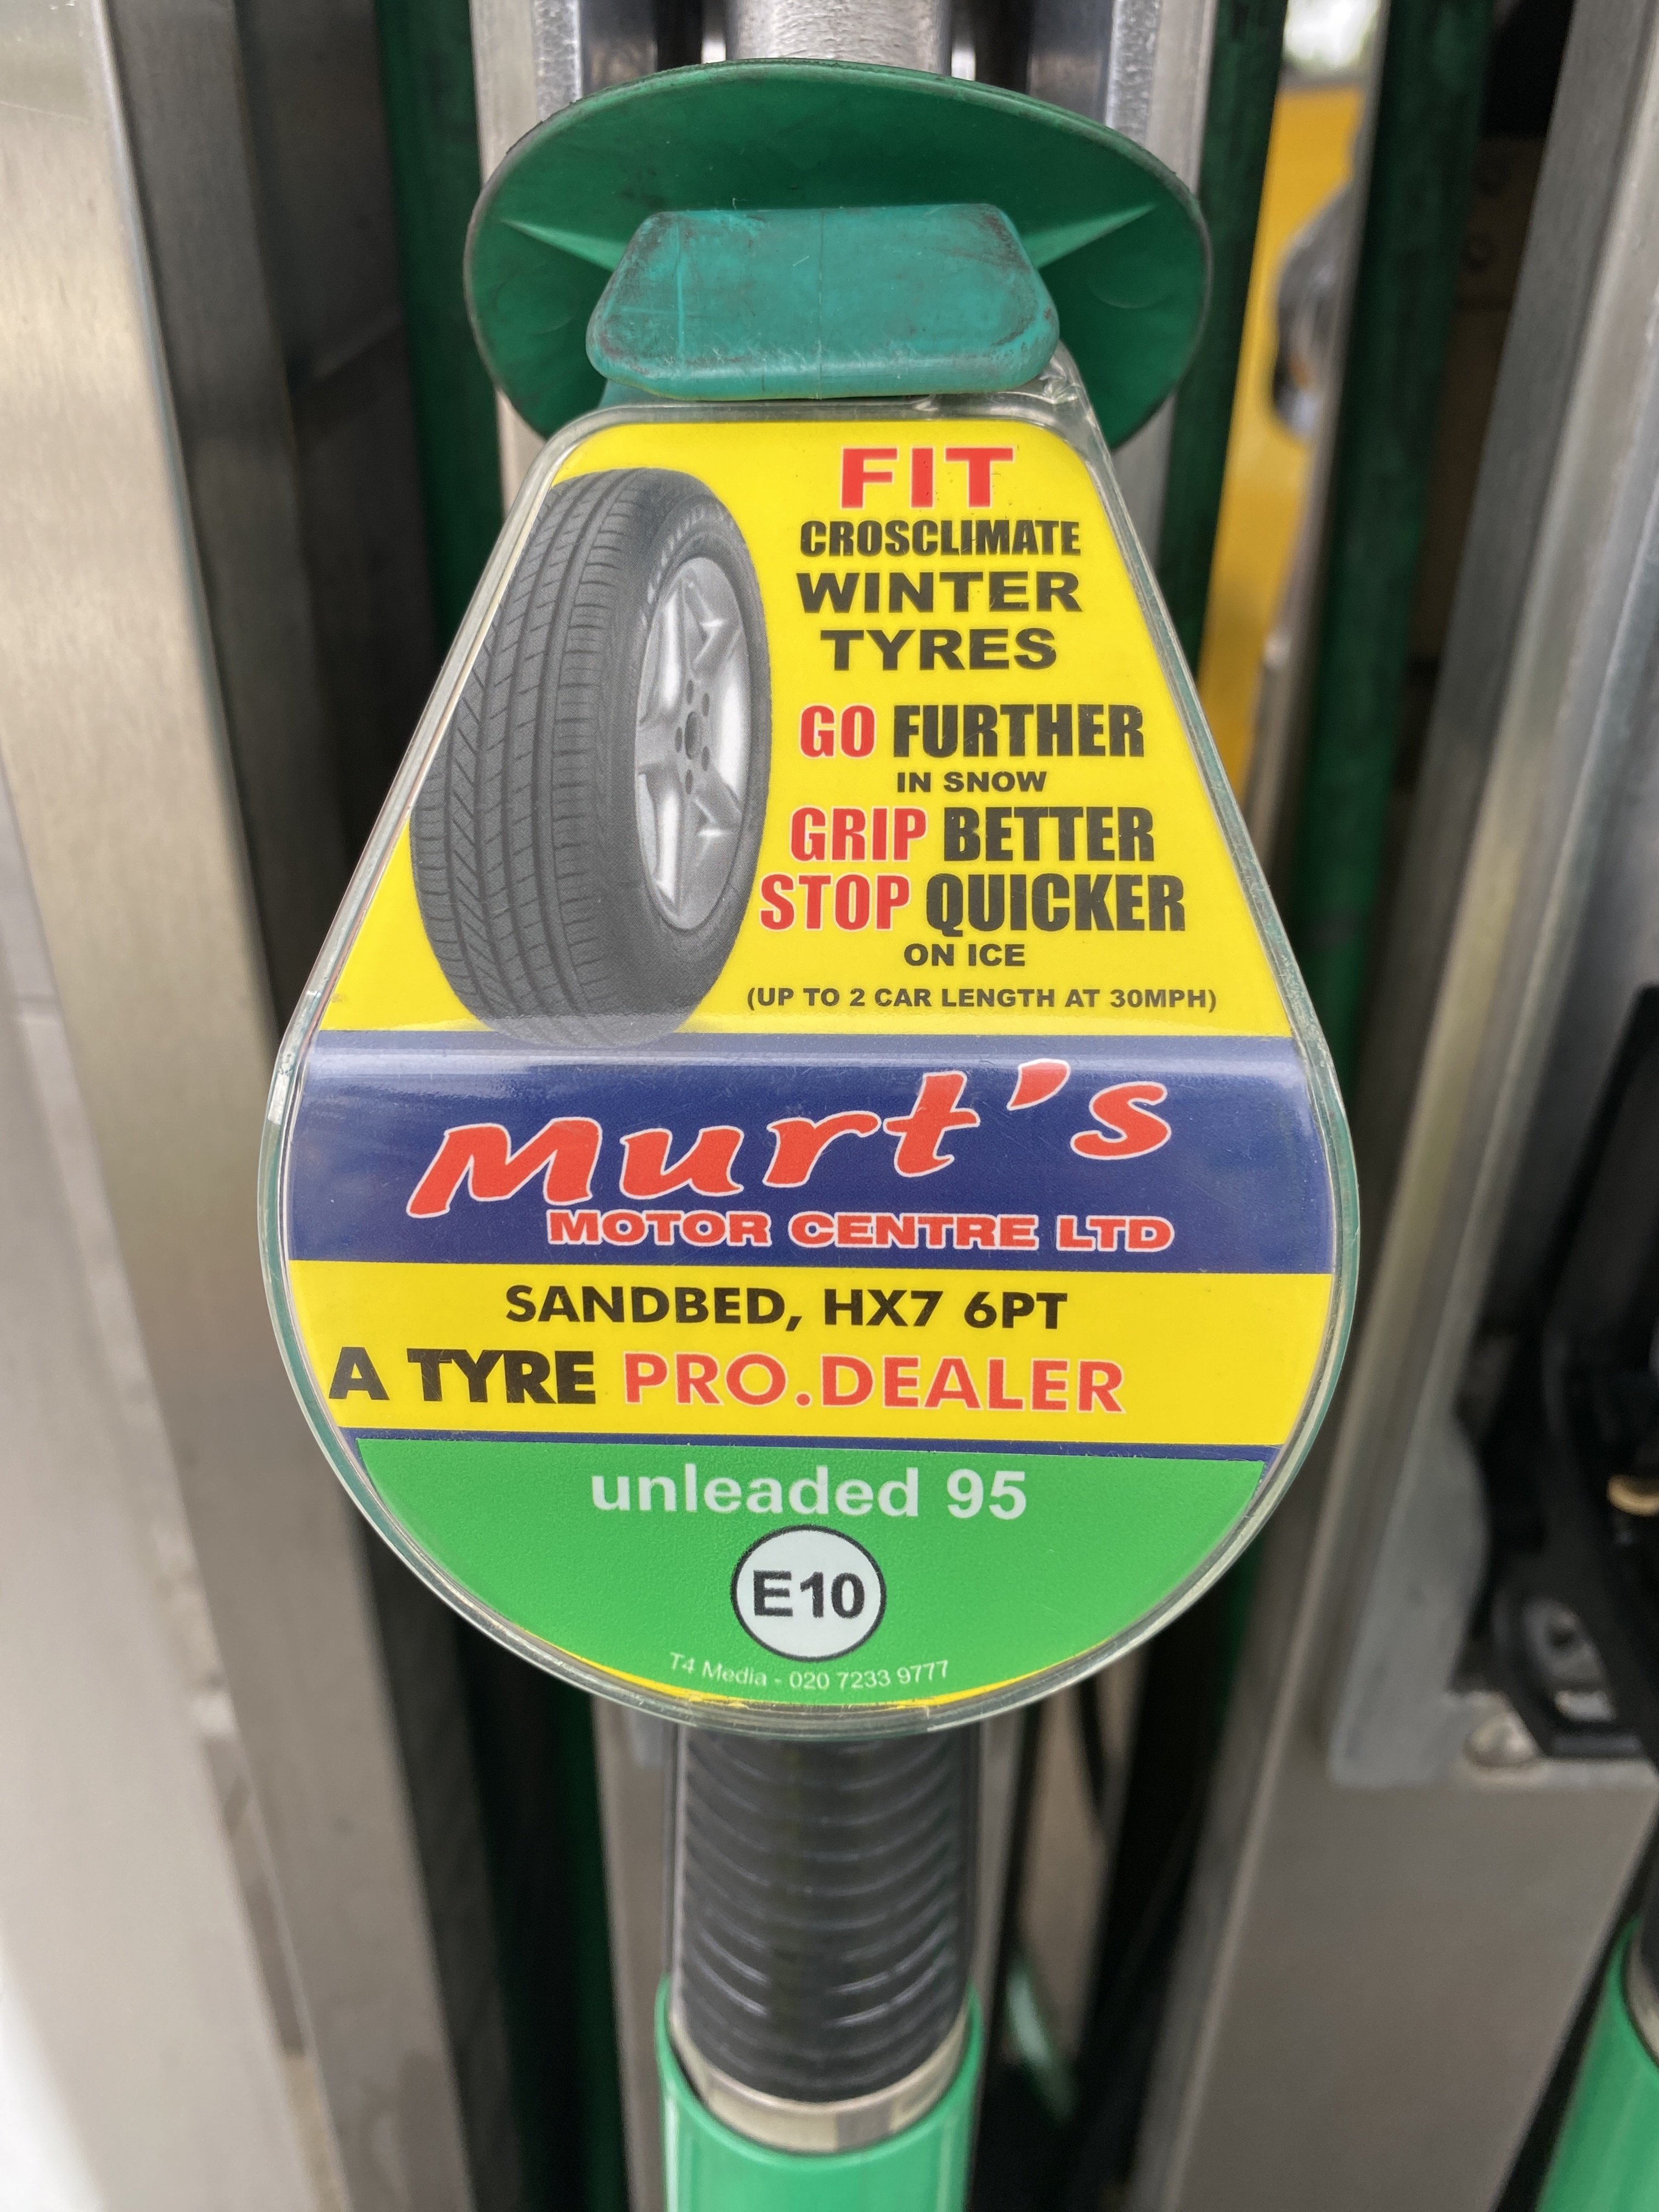 FIT
CROSCLIMATE
WINTER
TYRES
GO FURTHER
IN SNOW
GRIP BETTER
STOP QUICKER
ON ICE
(UP TO 2 CAR LENGTH AT 30MPH)
Murt's
MOTOR CENTRE LTD
SANDBED, HX7 6PT
A TYRE PRO.DEALER
unleaded 95
E10
T4 Media - 020 7233 9777